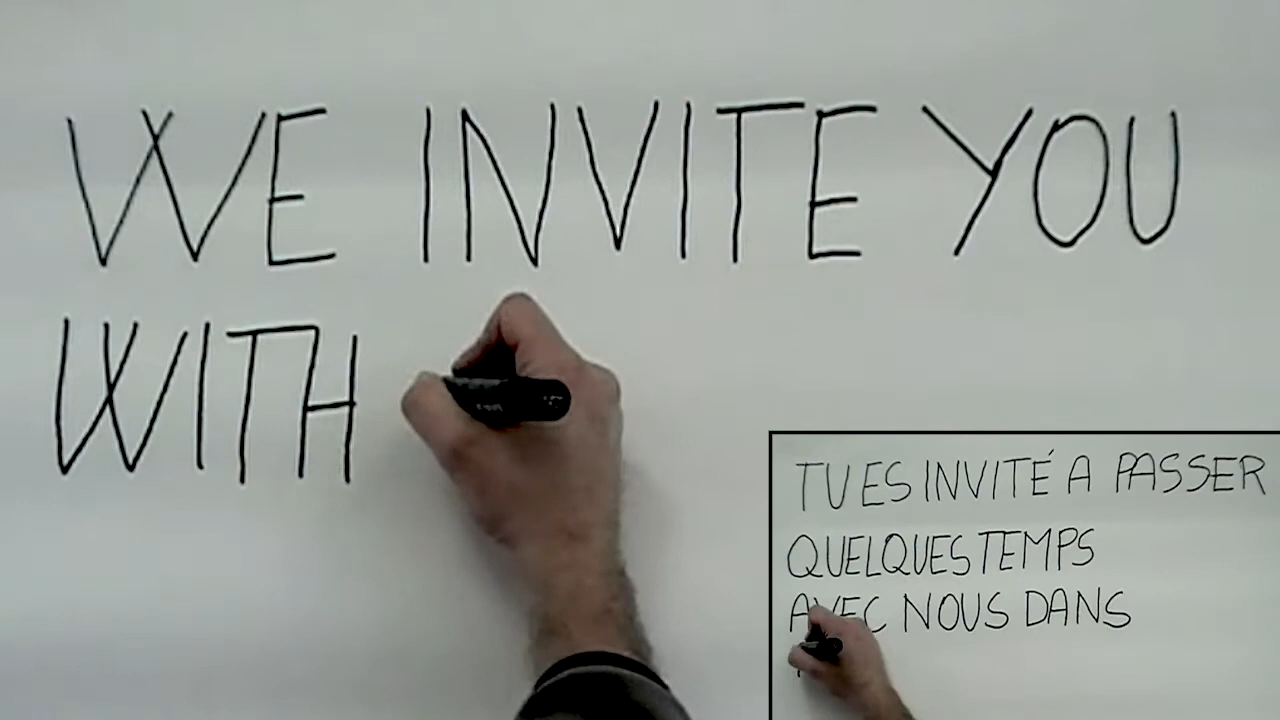 WE INVITE YOU
WITH
TU ES INVITÉ A PASSER
QUELQUES TEMPS
AVEC NOUS DANS